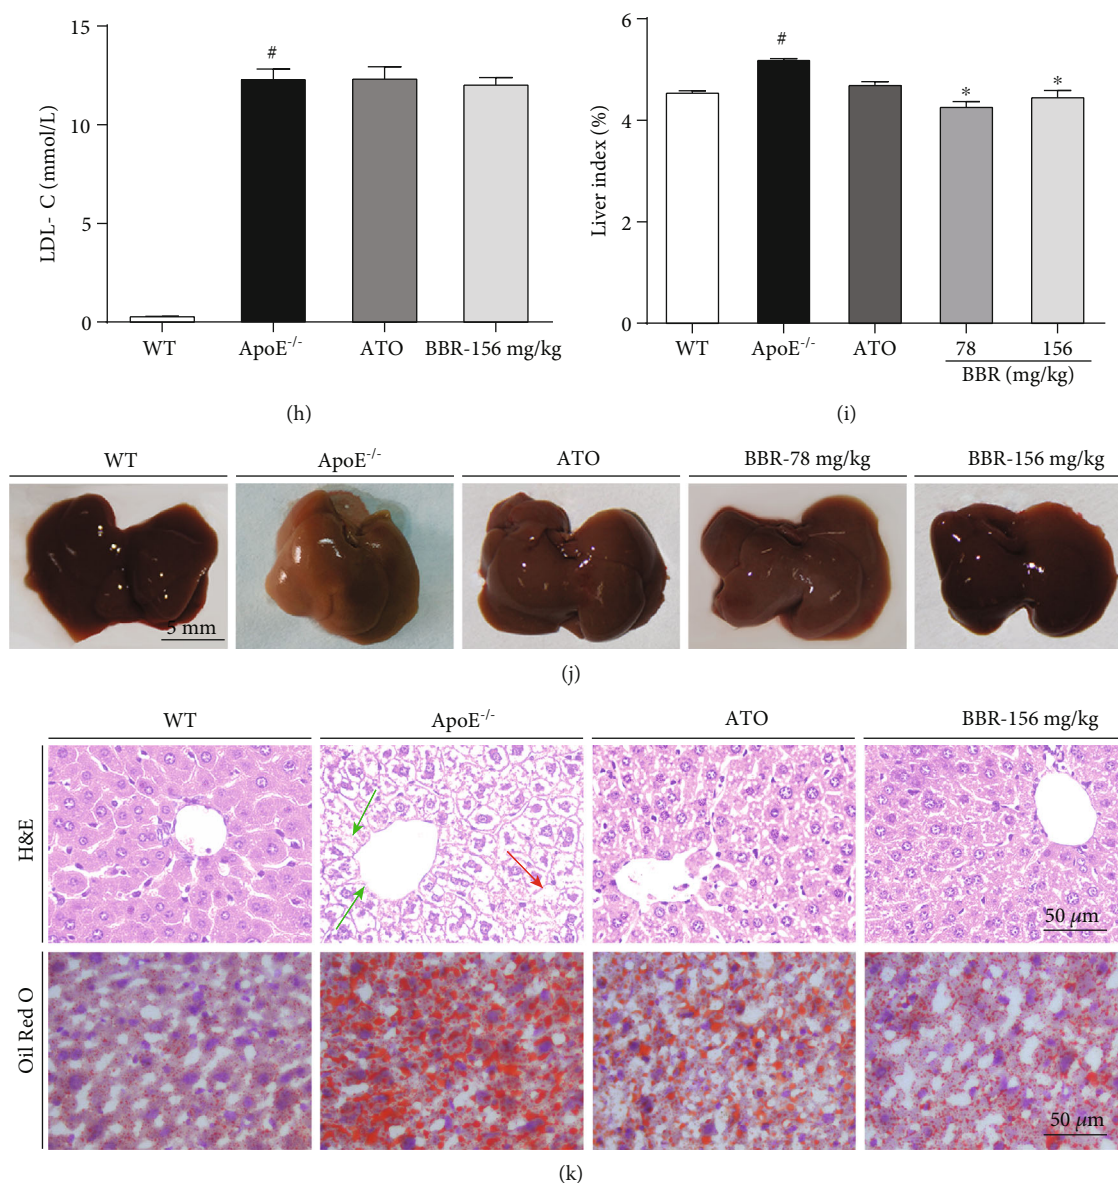 LDL- C (mmol/L)
15
10
5
0
#
WT
ApoE-/-
ATO
BBR-156 mg/kg
(h)
Liver index (%)
6
4
2
0
#
*
*
WT
ApoE-/-
ATO
78
156
BBR (mg/kg)
(i)
WT
ApoE-/-
ATO
BBR-78 mg/kg
BBR-156 mg/kg
5 mm
(j)
WT
ApoE-/-
ATO
BBR-156 mg/kg
H&E
50 μm
Oil Red O
50 μm
(k)